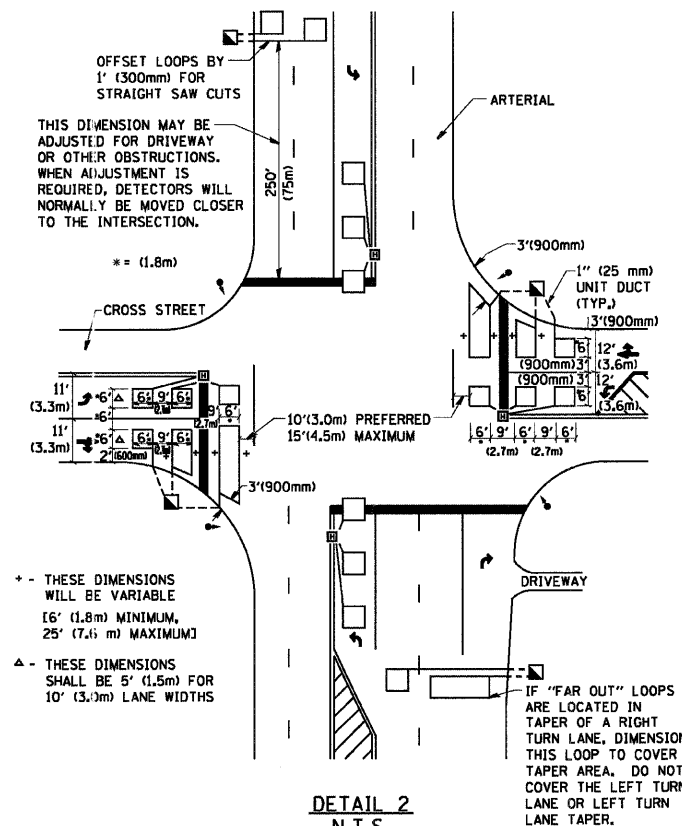 OFFSET LOOPS BY
1' (300mm) FOR
STRAIGHT SAW CUTS
ARTERIAL
THIS DIMENSION MAY BE
ADJUSTED FOR DRIVEWAY
OR OTHER OBSTRUCTIONS.
WHEN ADJUSTMENT IS
REQUIRED, DETECTORS WILL
NORMALLY BE MOVED CLOSER
TO THE INTERSECTION.
250'
(75m)
* = (1.8m)
3'(900mm)
1" (25 mm)
UNIT DUCT
(TYP.)
CROSS STREET
3'(900mm)
6'
12'
(3.6m)
(900mm) 3'
(900mm) 3'
12'
(3.6m)
6'
H
H
11'
(3.3m)
*6'
△
6' 9' 6'
*6'
9' 6'
(2.7m)
11'
(3.3m)
*6'
△
6' 9' 6'
2'
(600mm)
10'(3.0m) PREFERRED
15'(4.5m) MAXIMUM
6' 9' 6' 9' 6'
(2.7m) (2.7m)
H
3'(900mm)
H
DRIVEWAY
+ - THESE DIMENSIONS
WILL BE VARIABLE
[6' (1.8m) MINIMUM,
25' (7.6 m) MAXIMUM]
△ - THESE DIMENSIONS
SHALL BE 5' (1.5m) FOR
10' (3.0m) LANE WIDTHS
IF "FAR OUT" LOOPS
ARE LOCATED IN
TAPER OF A RIGHT
TURN LANE, DIMENSION
THIS LOOP TO COVER
TAPER AREA. DO NOT
COVER THE LEFT TURN
LANE OR LEFT TURN
LANE TAPER.
DETAIL 2
N.T.S.